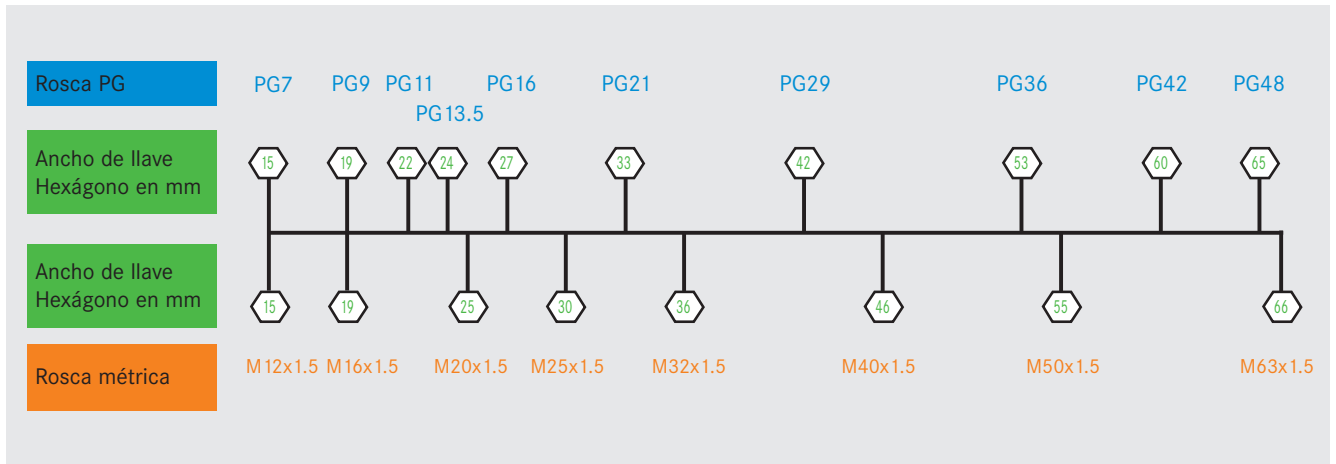 Rosca PG
PG7 PG9 PG11 PG16 PG21 PG29 PG36 PG42 PG48
PG13.5
Ancho de llave
Hexágono en mm
15 19 22 24 27 33 42 53 60 65
Ancho de llave
Hexágono en mm
15 19 25 30 36 46 55 66
Rosca métrica
M12x1.5 M16x1.5 M20x1.5 M25x1.5 M32x1.5 M40x1.5 M50x1.5 M63x1.5